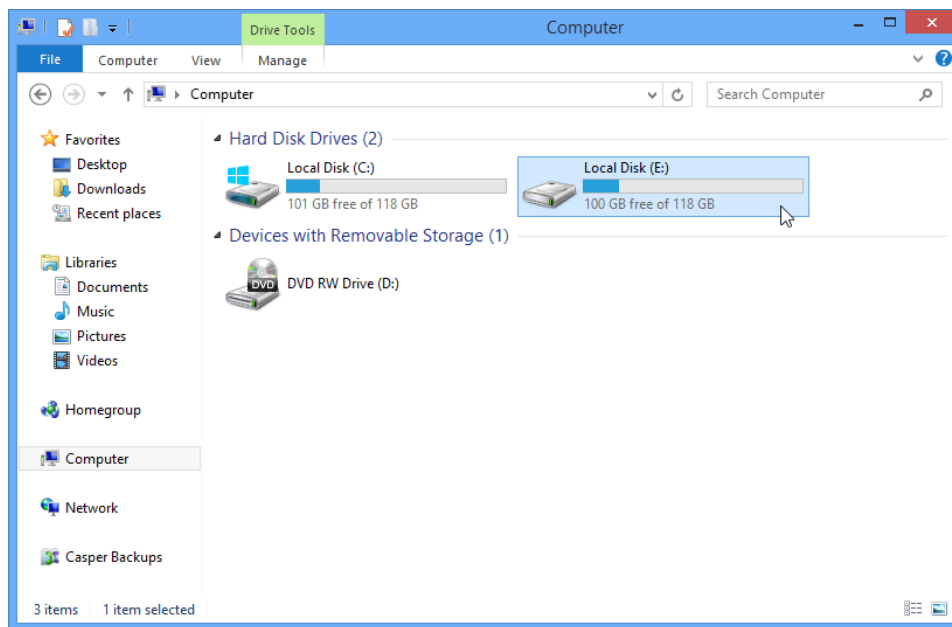 Drive Tools
Computer
File
Computer
View
Manage
Computer
Search Computer
Favorites
Desktop
Downloads
Recent places
Libraries
Documents
Music
Pictures
Videos
Homegroup
Computer
Network
Casper Backups
Hard Disk Drives (2)
Local Disk (C:)
101 GB free of 118 GB
Local Disk (E:)
100 GB free of 118 GB
Devices with Removable Storage (1)
DVD
DVD RW Drive (D:)
3 items
1 item selected